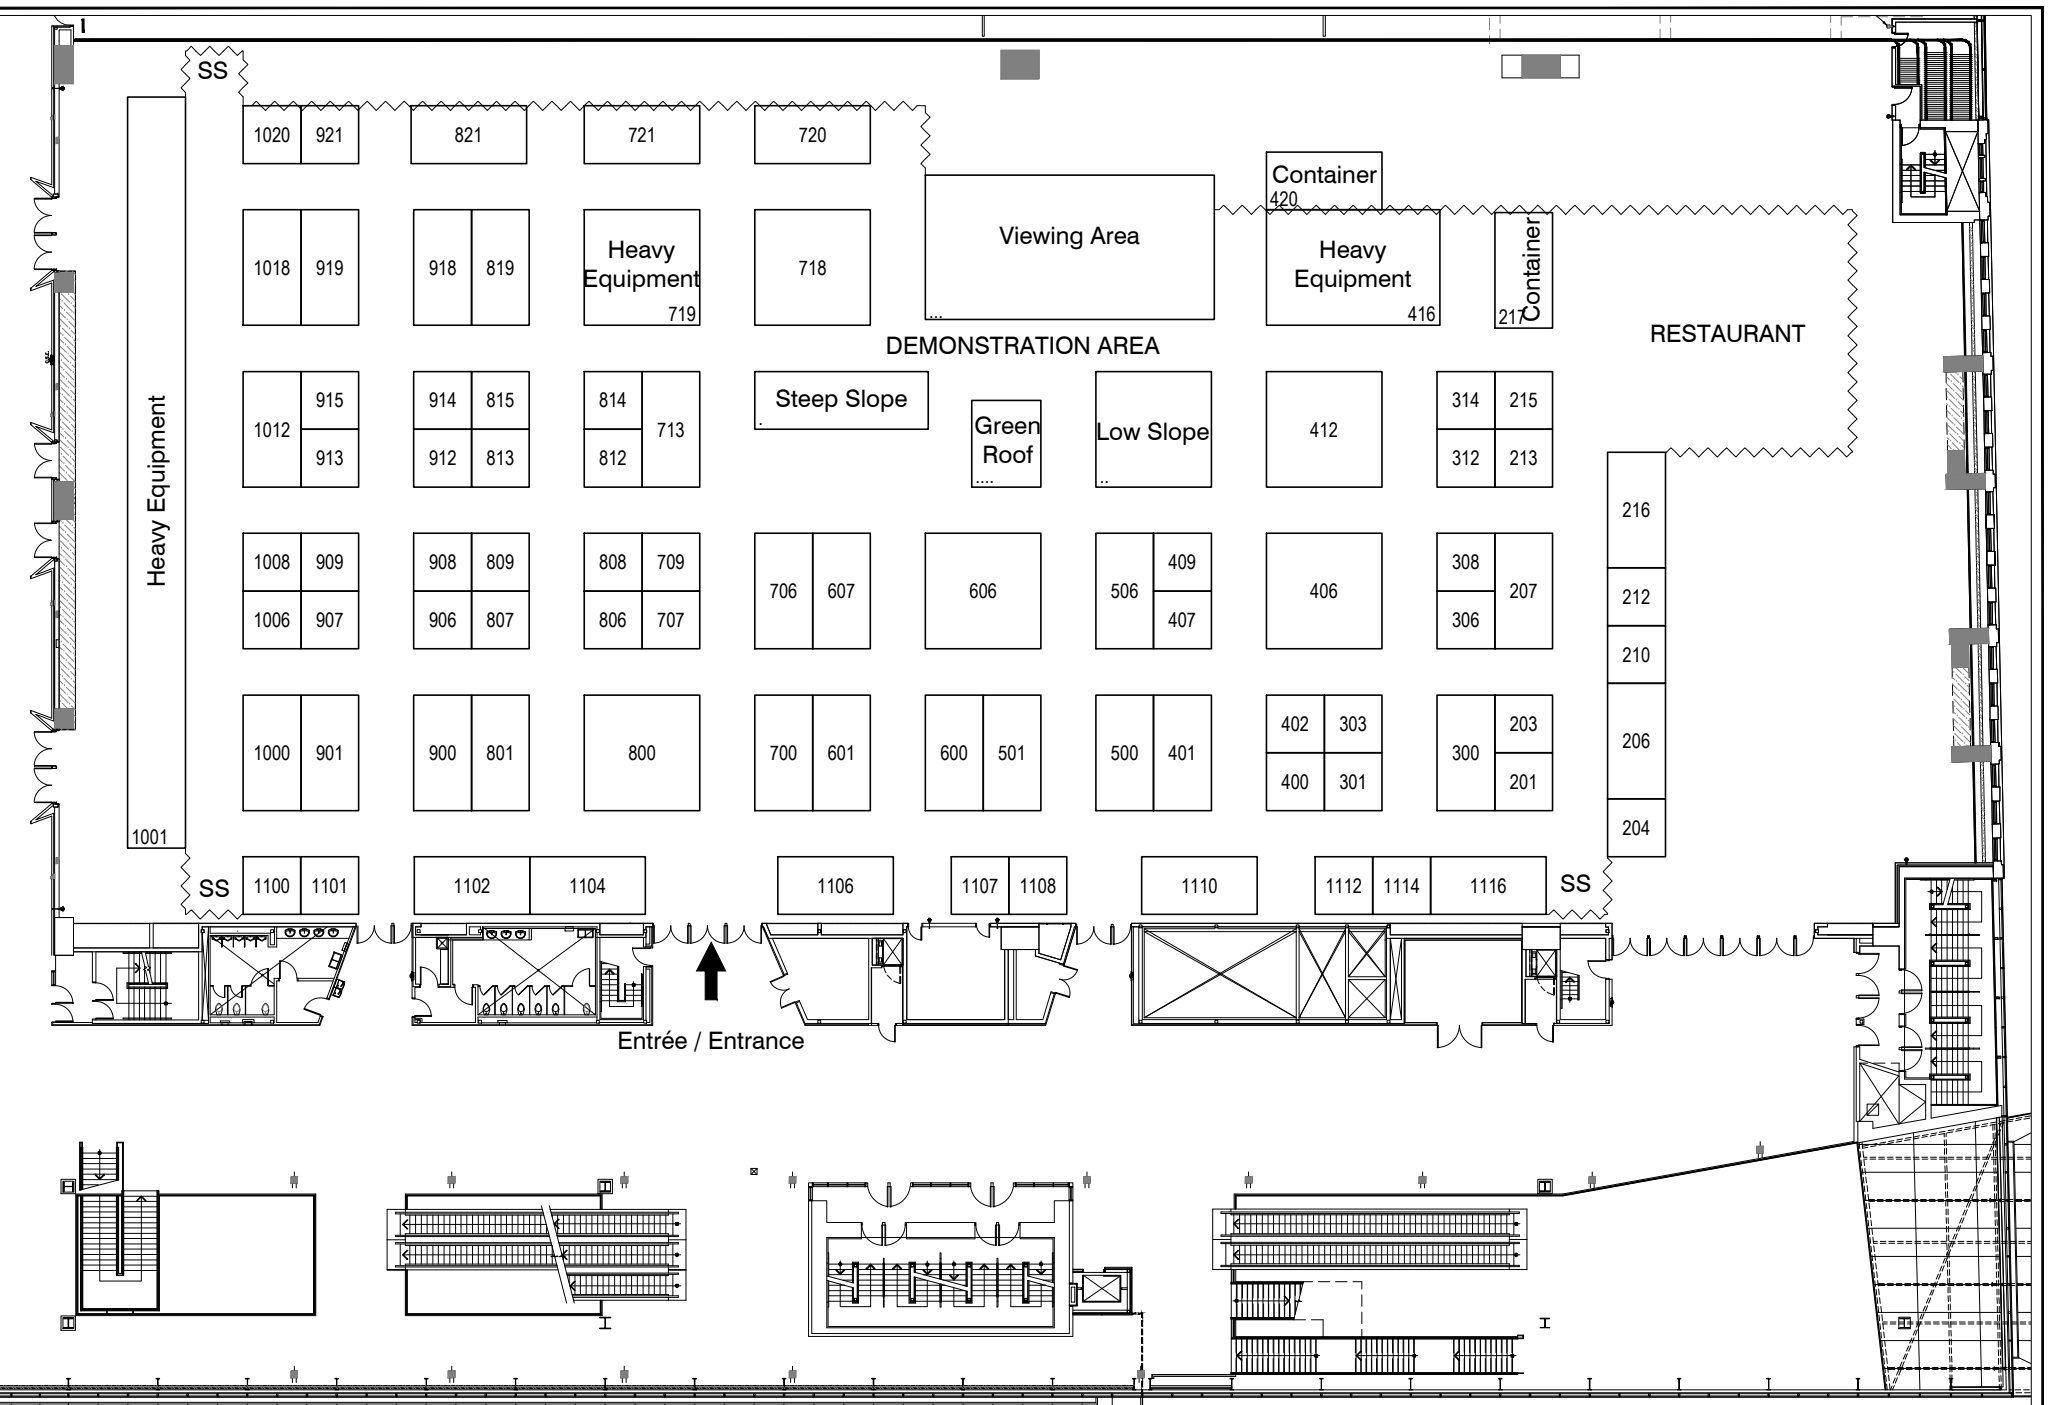 SS
1020 921 821 721 720
Container
420
1018 919 918 819
Heavy
Equipment
719
718
Viewing Area
...
Heavy
Equipment
416
Container
217
RESTAURANT
DEMONSTRATION AREA
Heavy Equipment
1001
1012 915 914 815 814 713
913 912 813 812
Steep Slope
.
Green
Roof
....
Low Slope
..
412
314 215
312 213
216
1008 909 908 809 808 709
1006 907 906 807 806 707
706 607 606 506 409
407
406
308 207
306
212
210
1000 901 900 801 800 700 601 600 501 500 401
402 303
400 301
300 203
201
206
204
SS
1100 1101 1102 1104 1106 1107 1108 1110 1112 1114 1116
SS
Entrée / Entrance